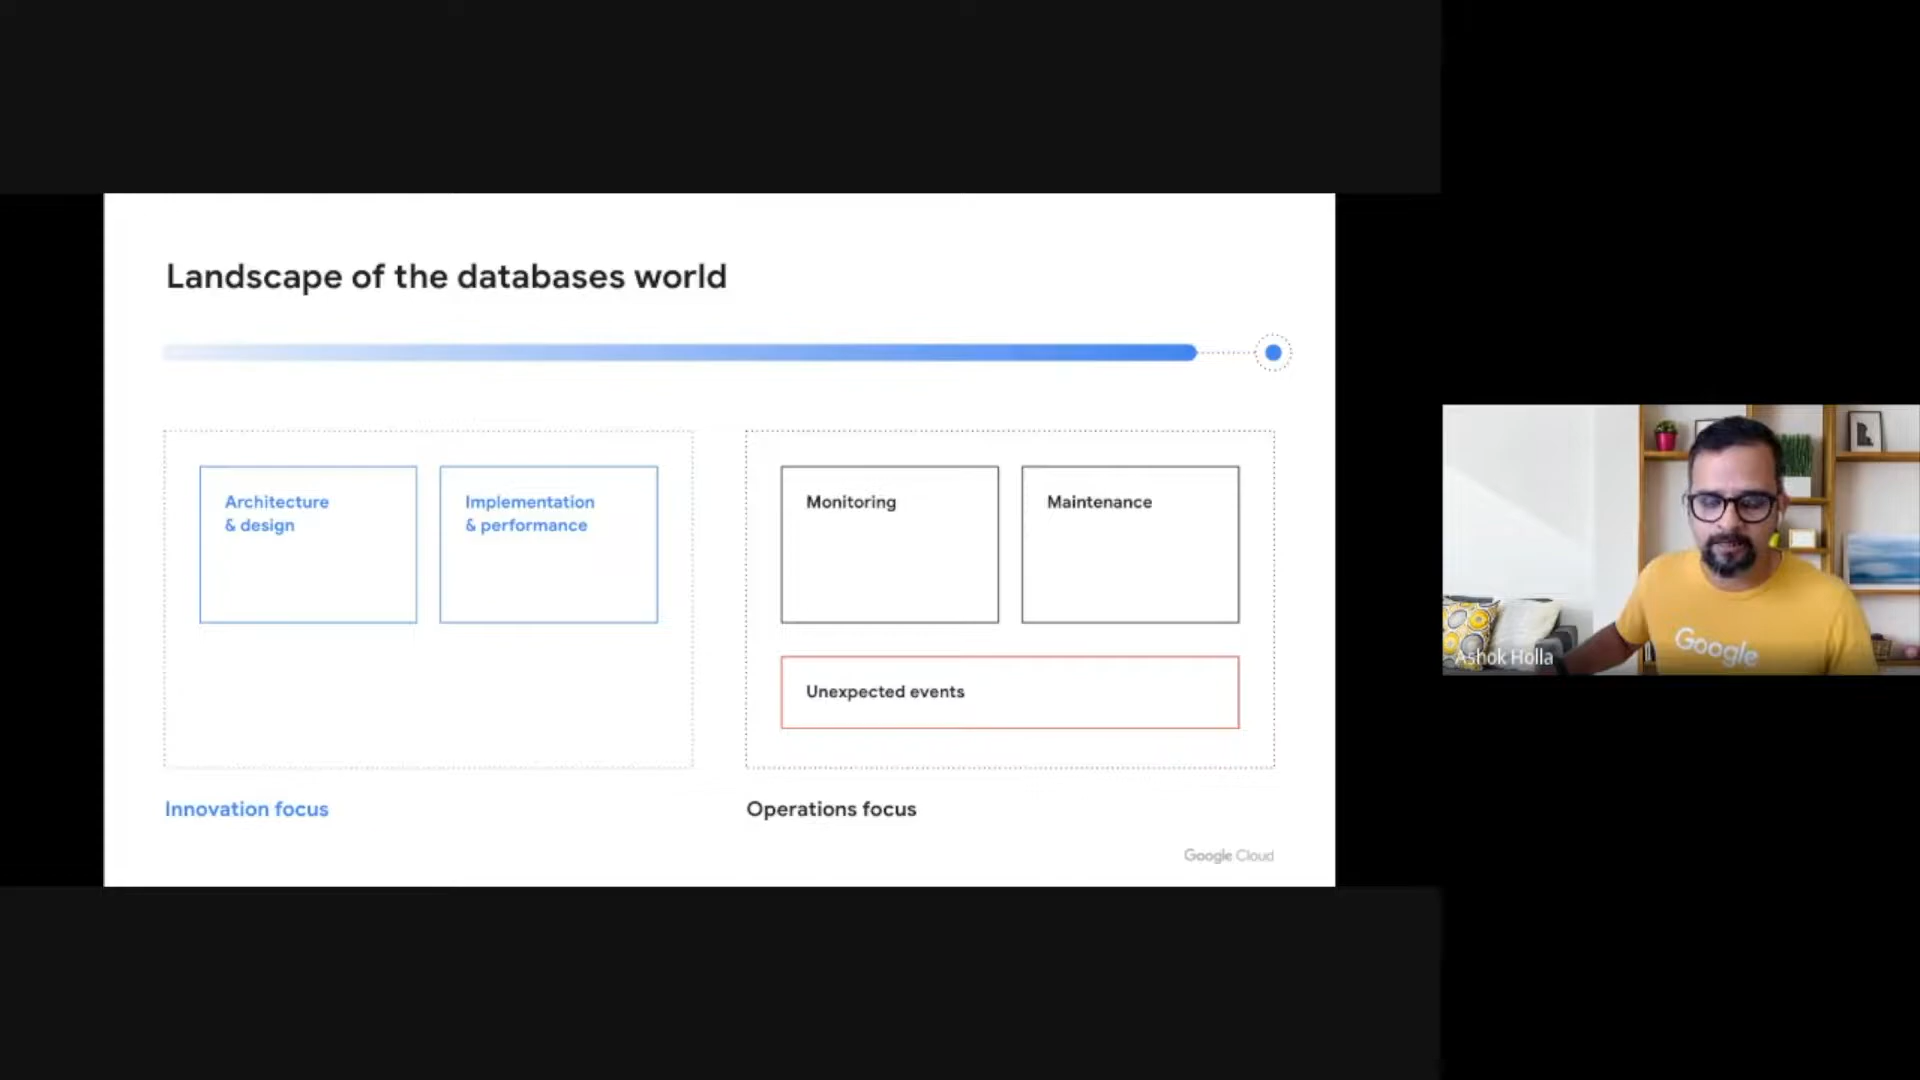 Landscape of the databases world
Architecture
& design
Implementation
& performance
Monitoring
Maintenance
Unexpected events
Innovation focus
Operations focus
Google Cloud
Google
Ashok Holla